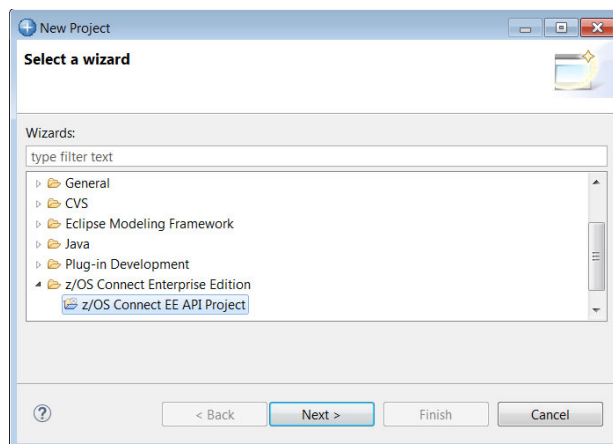 New Project
Select a wizard
Wizards:
type filter text
General
CVS
Eclipse Modeling Framework
Java
Plug-in Development
z/OS Connect Enterprise Edition
z/OS Connect EE API Project
?
< Back Next > Finish Cancel